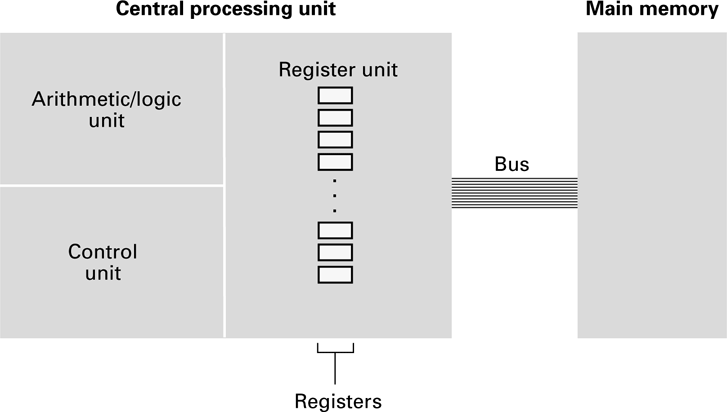 Central processing unit
Main memory
Arithmetic/logic
unit
Register unit
Bus
Control
unit
Registers